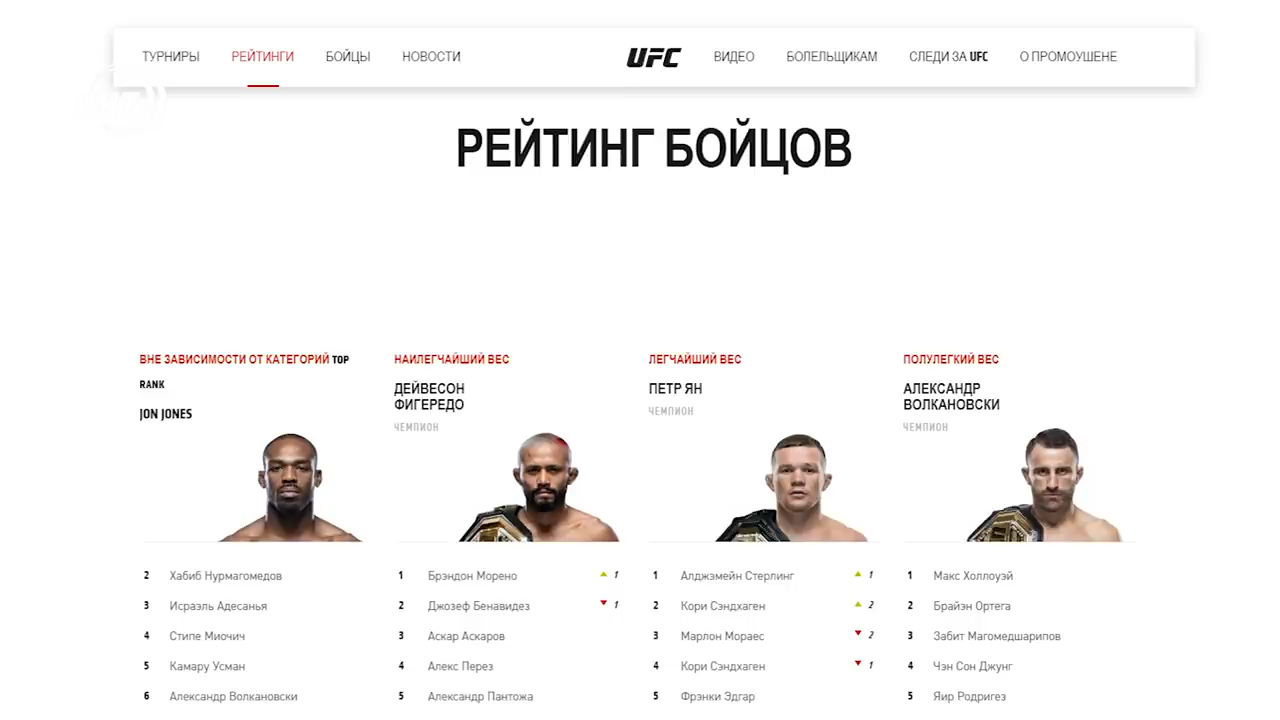 ТУРНИРЫ РЕЙТИНГИ БОЙЦЫ НОВОСТИ UFC ВИДЕО БОЛЕЛЬЩИКАМ СЛЕДИ ЗА UFC О ПРОМОУШЕНЕ
РЕЙТИНГ БОЙЦОВ
ВНЕ ЗАВИСИМОСТИ ОТ КАТЕГОРИЙ TOP
RANK
JON JONES
2 Хабиб Нурмагомедов
3 Исраэль Адесанья
4 Стипе Миочич
5 Камару Усман
6 Александр Волкановски
НАИЛЕГЧАЙШИЙ ВЕС
ДЕЙВЕСОН
ФИГЕРЕДО
ЧЕМПИОН
1 Брэндон Морено 1
2 Джозеф Бенавидез 1
3 Аскар Аскаров
4 Алекс Перез
5 Александр Пантожа
ЛЕГЧАЙШИЙ ВЕС
ПЕТР ЯН
ЧЕМПИОН
1 Алджэмейн Стерлинг 1
2 Кори Сэндхаген 2
3 Марлон Мораес 2
4 Кори Сэндхаген 1
5 Фрэнки Эдгар
ПОЛУЛЕГКИЙ ВЕС
АЛЕКСАНДР
ВОЛКАНОВСКИ
ЧЕМПИОН
1 Макс Холлоуэй
2 Брайэн Ортега
3 Забит Магомедшарипов
4 Чэн Сон Джунг
5 Яир Родригез